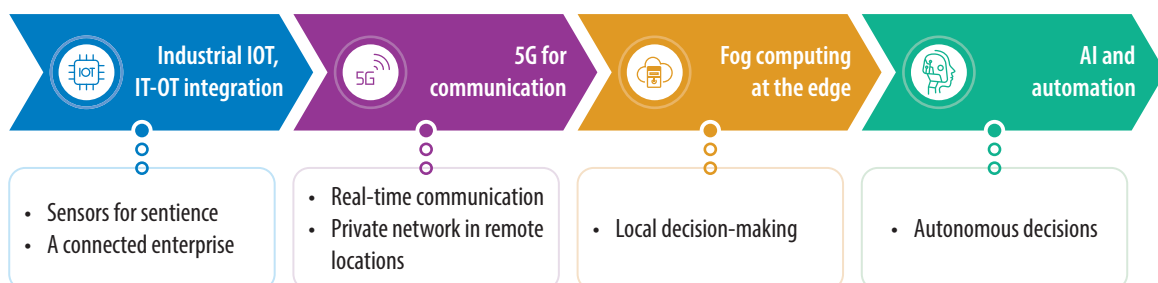 IOT
Industrial IOT,
IT-OT integration
5G
5G for
communication
Fog computing
at the edge
AI and
automation
• Sensors for sentience
• A connected enterprise
• Real-time communication
• Private network in remote
locations
• Local decision-making
• Autonomous decisions